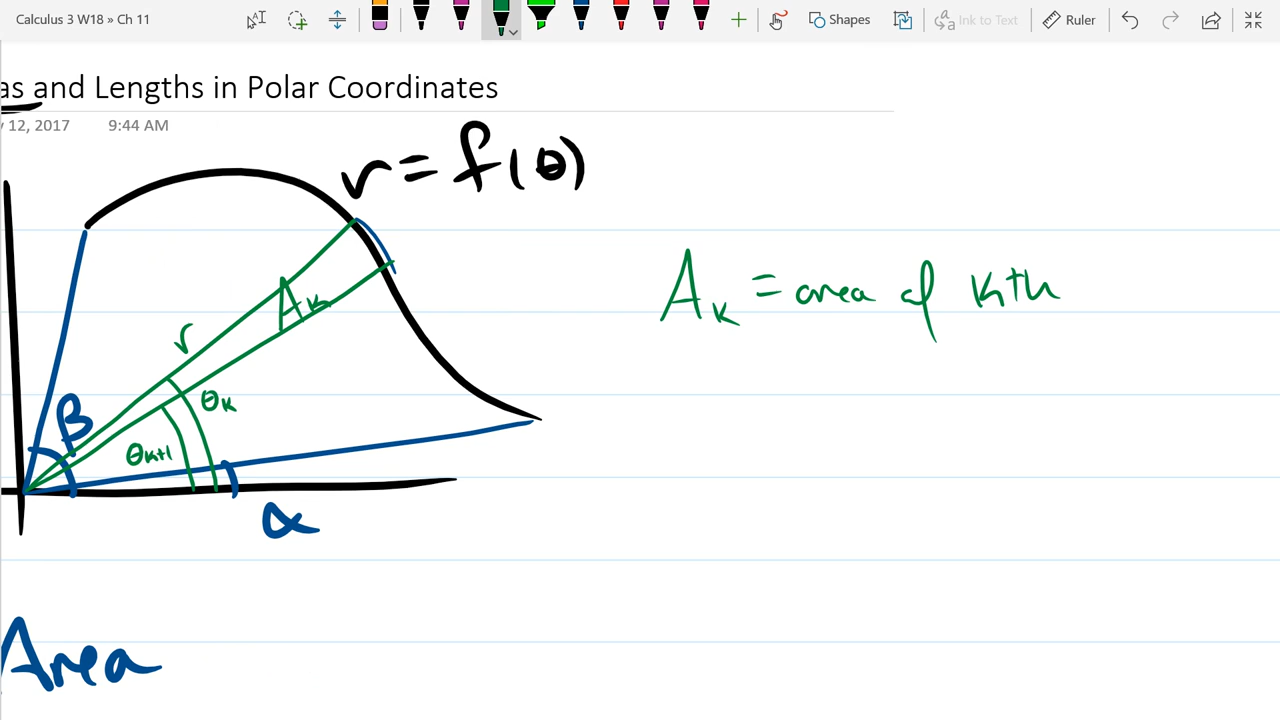 Calculus 3 W18 » Ch 11
Shapes
Ink to Text
Ruler
as and Lengths in Polar Coordinates
y 12, 2017 9:44 AM
r = f(θ)
A_K = area of kth
A_K
r
β
θ_K
θ_K+1
α
Area